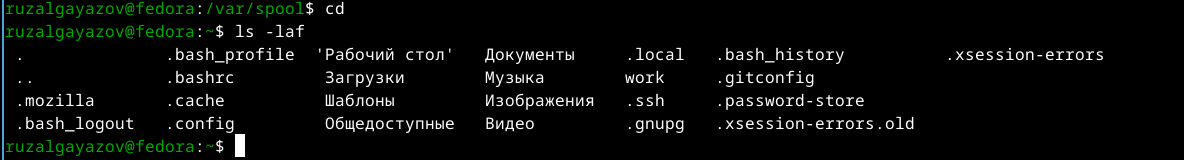 ruzalgayazov@fedora:/var/spool$ cd
ruzalgayazov@fedora:~$ ls -laf
.               .bash_profile  'Рабочий стол'   Документы     .local   .bash_history          .xsession-errors
..              .bashrc         Загрузки        Музыка        work     .gitconfig
.mozilla        .cache          Шаблоны         Изображения   .ssh     .password-store
.bash_logout    .config         Общедоступные   Видео         .gnupg   .xsession-errors.old
ruzalgayazov@fedora:~$